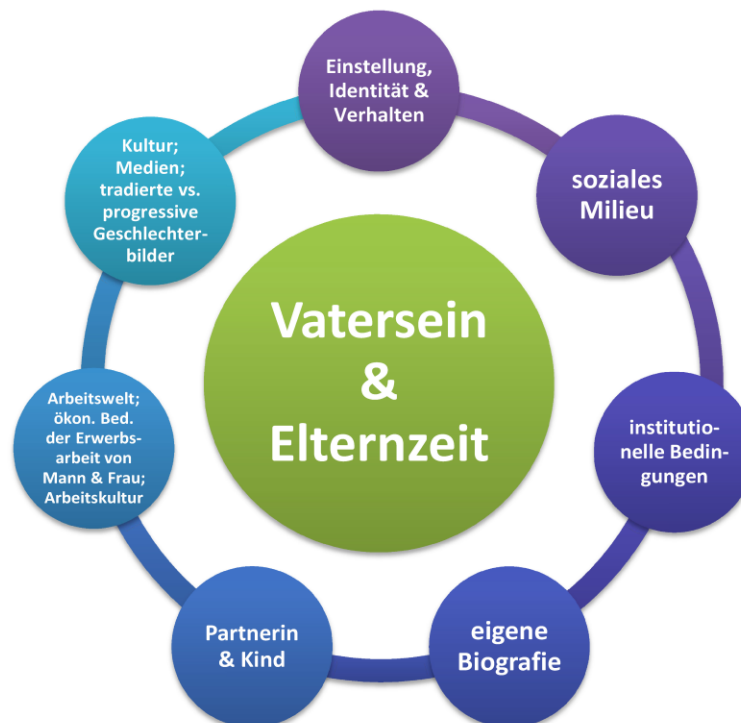 Einstellung,
Identität &
Verhalten
soziales
Milieu
institutio-
nelle Bedin-
gungen
eigene
Biografie
Partnerin
& Kind
Arbeitswelt;
ökon. Bed.
der Erwerbs-
arbeit von
Mann & Frau;
Arbeitskultur
Kultur;
Medien;
tradierte vs.
progressive
Geschlechter-
bilder
Vatersein
&
Elternzeit